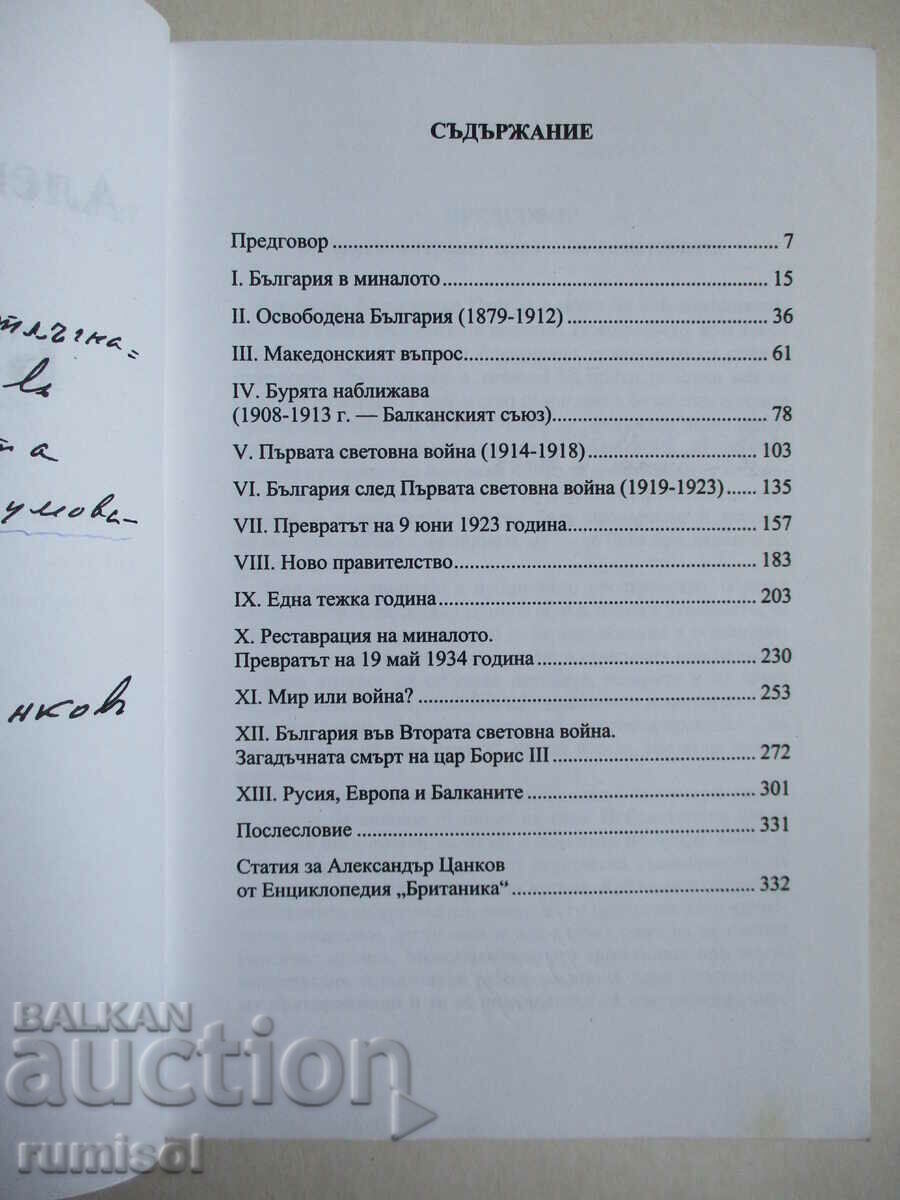 СЪДЪРЖАНИЕ
Предговор ........ 7
I. България в миналото ........ 15
II. Освободена България (1879-1912) ........ 36
III. Македонският въпрос ........ 61
IV. Бурята наближава
(1908-1913 г. — Балканският съюз) ........ 78
V. Първата световна война (1914-1918) ........ 103
VI. България след Първата световна война (1919-1923) ...... 135
VII. Превратът на 9 юни 1923 година ........ 157
VIII. Ново правителство ........ 183
IX. Една тежка година ........ 203
X. Реставрация на миналото.
Превратът на 19 май 1934 година ........ 230
XI. Мир или война? ........ 253
XII. България във Втората световна война.
Загадъчната смърт на цар Борис III ........ 272
XIII. Русия, Европа и Балканите ........ 301
Послесловие ........ 331
Статия за Александър Цанков
от Енциклопедия „Британика“ ........ 332
въ
та
умова-
нковъ
BALKAN
auction
rumisol